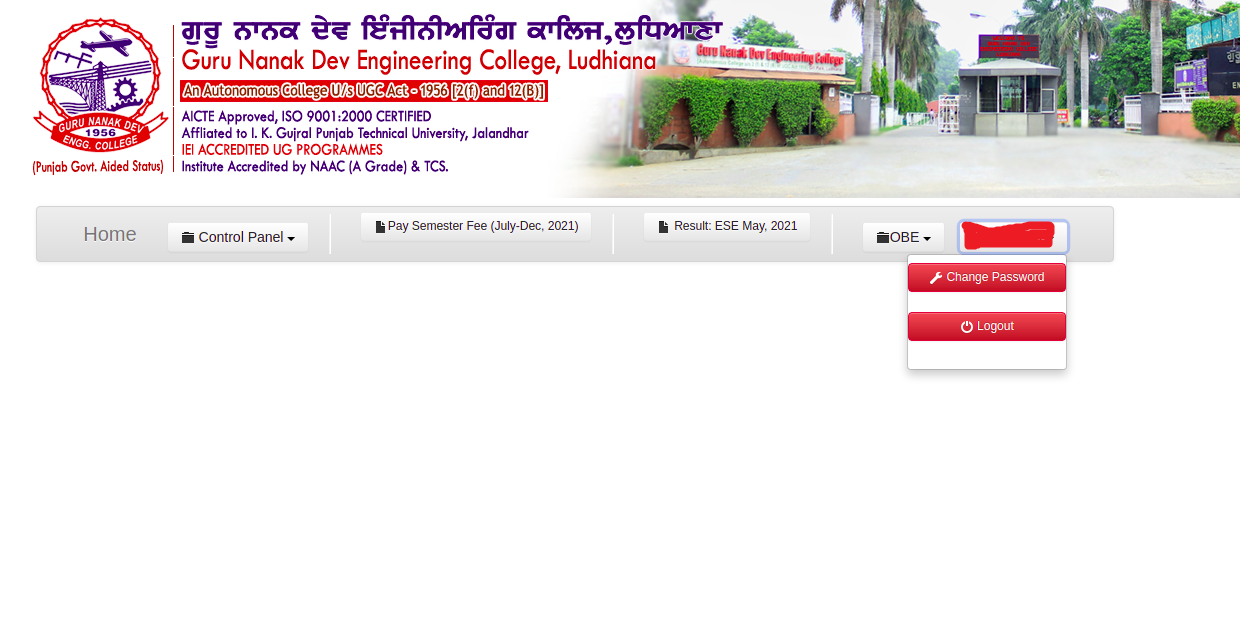 ਗੁਰੂ ਨਾਨਕ ਦੇਵ ਇੰਜੀਨੀਅਰਿੰਗ ਕਾਲਿਜ,ਲੁਧਿਆਣਾ
Guru Nanak Dev Engineering College, Ludhiana
An Autonomous College U/s UGC Act - 1956 [2(f) and 12(B)]
AICTE Approved, ISO 9001:2000 CERTIFIED
Affliated to I. K. Gujral Punjab Technical University, Jalandhar
IEI ACCREDITED UG PROGRAMMES
Institute Accredited by NAAC (A Grade) & TCS.
GURU NANAK DEV
1956
ENGG. COLLEGE
(Punjab Govt. Aided Status)
Guru Nanak Dev Engineering College
Home
Control Panel
Pay Semester Fee (July-Dec, 2021)
Result: ESE May, 2021
OBE
Change Password
Logout